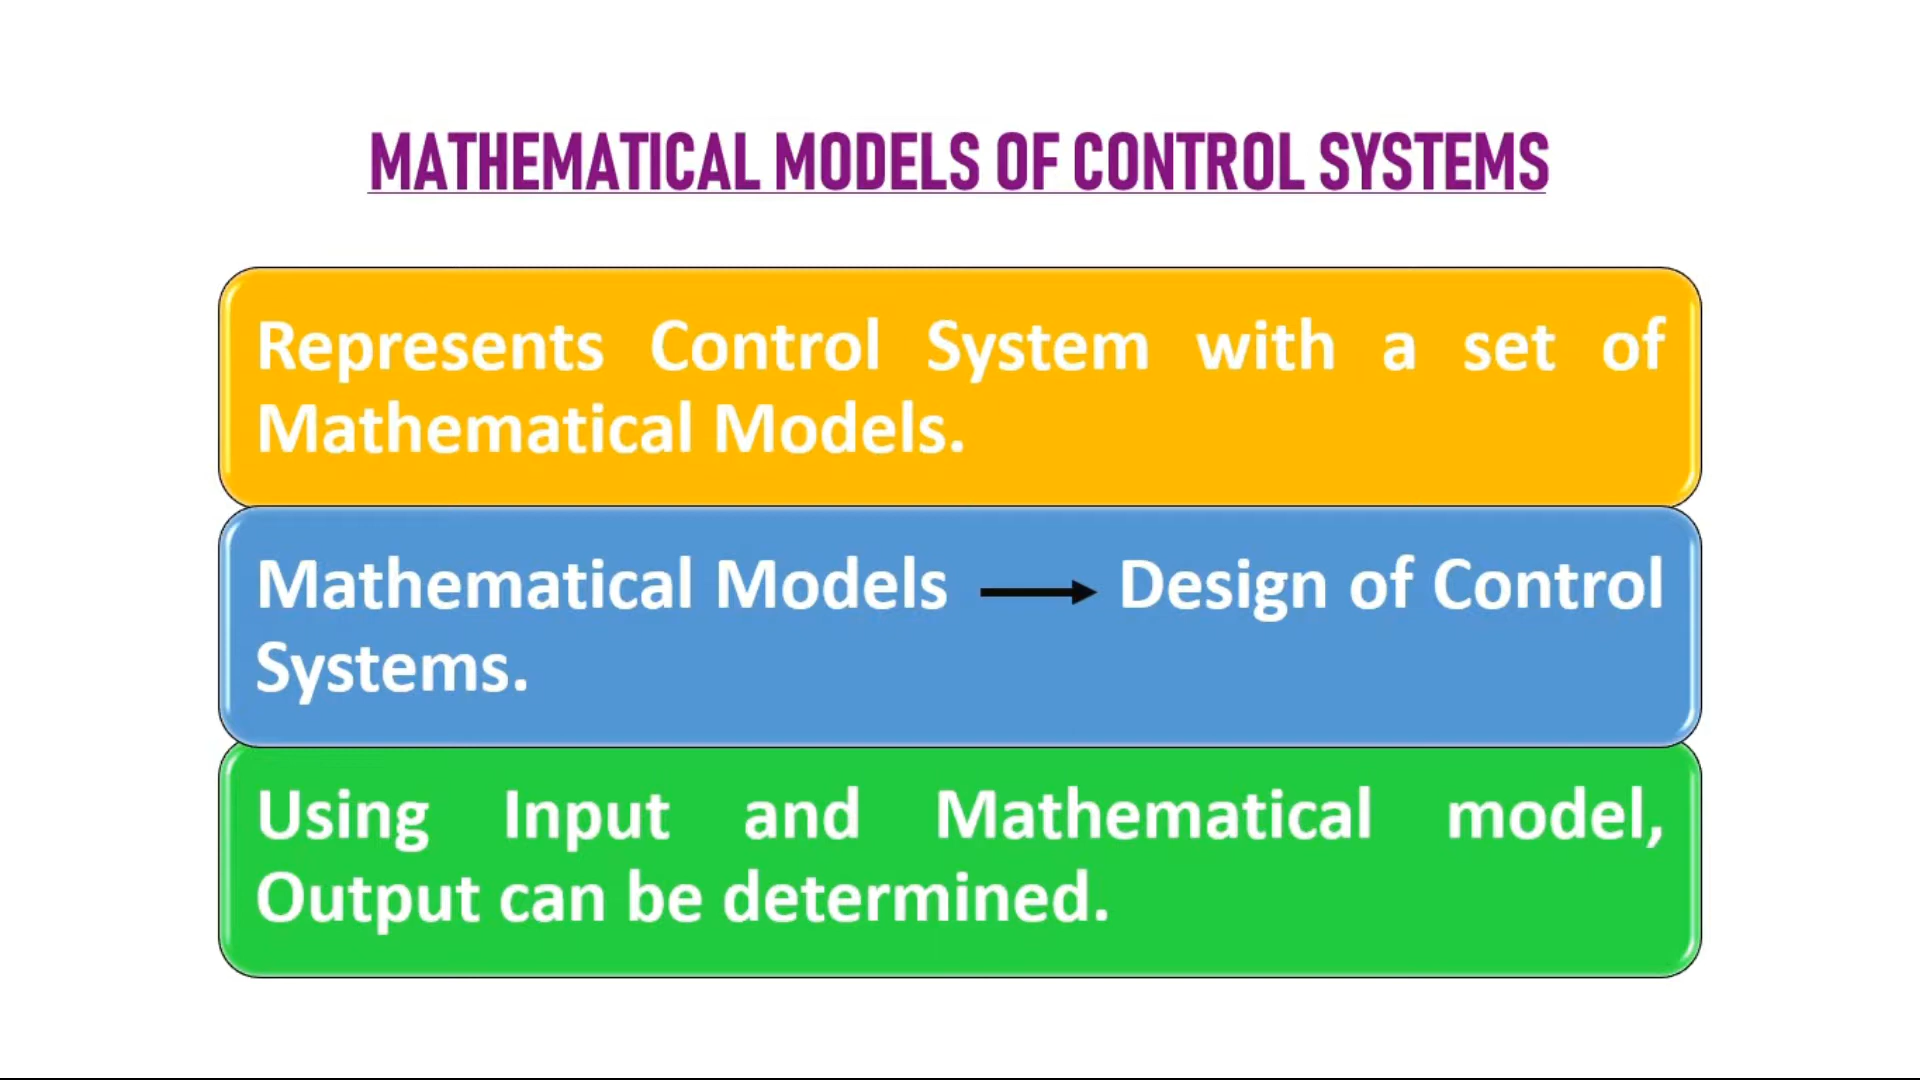 MATHEMATICAL MODELS OF CONTROL SYSTEMS
Represents Control System with a set of
Mathematical Models.
Mathematical Models → Design of Control
Systems.
Using Input and Mathematical model,
Output can be determined.